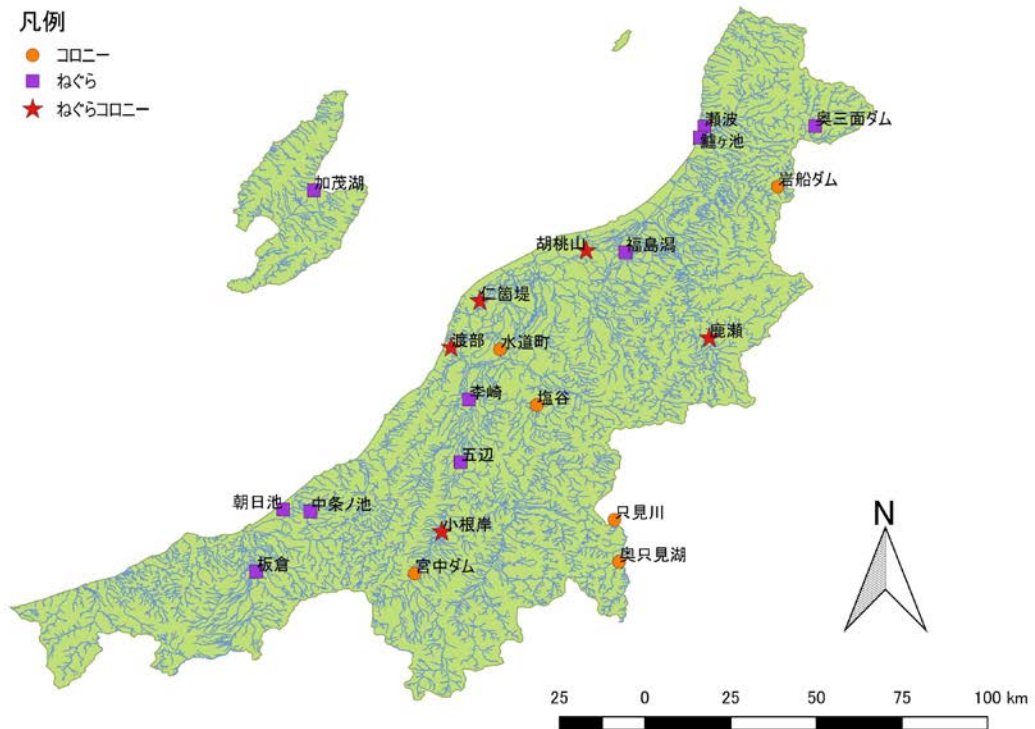 凡例
コロニー
ねぐら
ねぐらコロニー
瀬波
奥三面ダム
鱸ヶ池
岩船ダム
加茂湖
胡桃山
福島潟
仁箇堤
鹿瀬
渡部
水道町
李崎
塩谷
五辺
朝日池
中条ノ池
只見川
小根岸
奥只見湖
宮中ダム
板倉
N
25 0 25 50 75 100 km